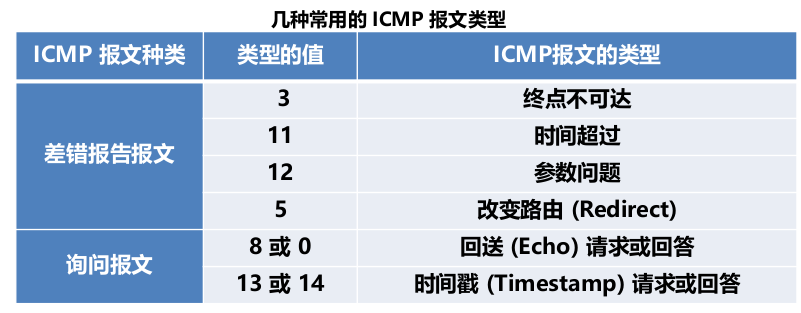 几种常用的 ICMP 报文类型
ICMP 报文种类 类型的值 ICMP报文的类型
差错报告报文
3 终点不可达
11 时间超过
12 参数问题
5 改变路由 (Redirect)
询问报文
8 或 0 回送 (Echo) 请求或回答
13 或 14 时间戳 (Timestamp) 请求或回答